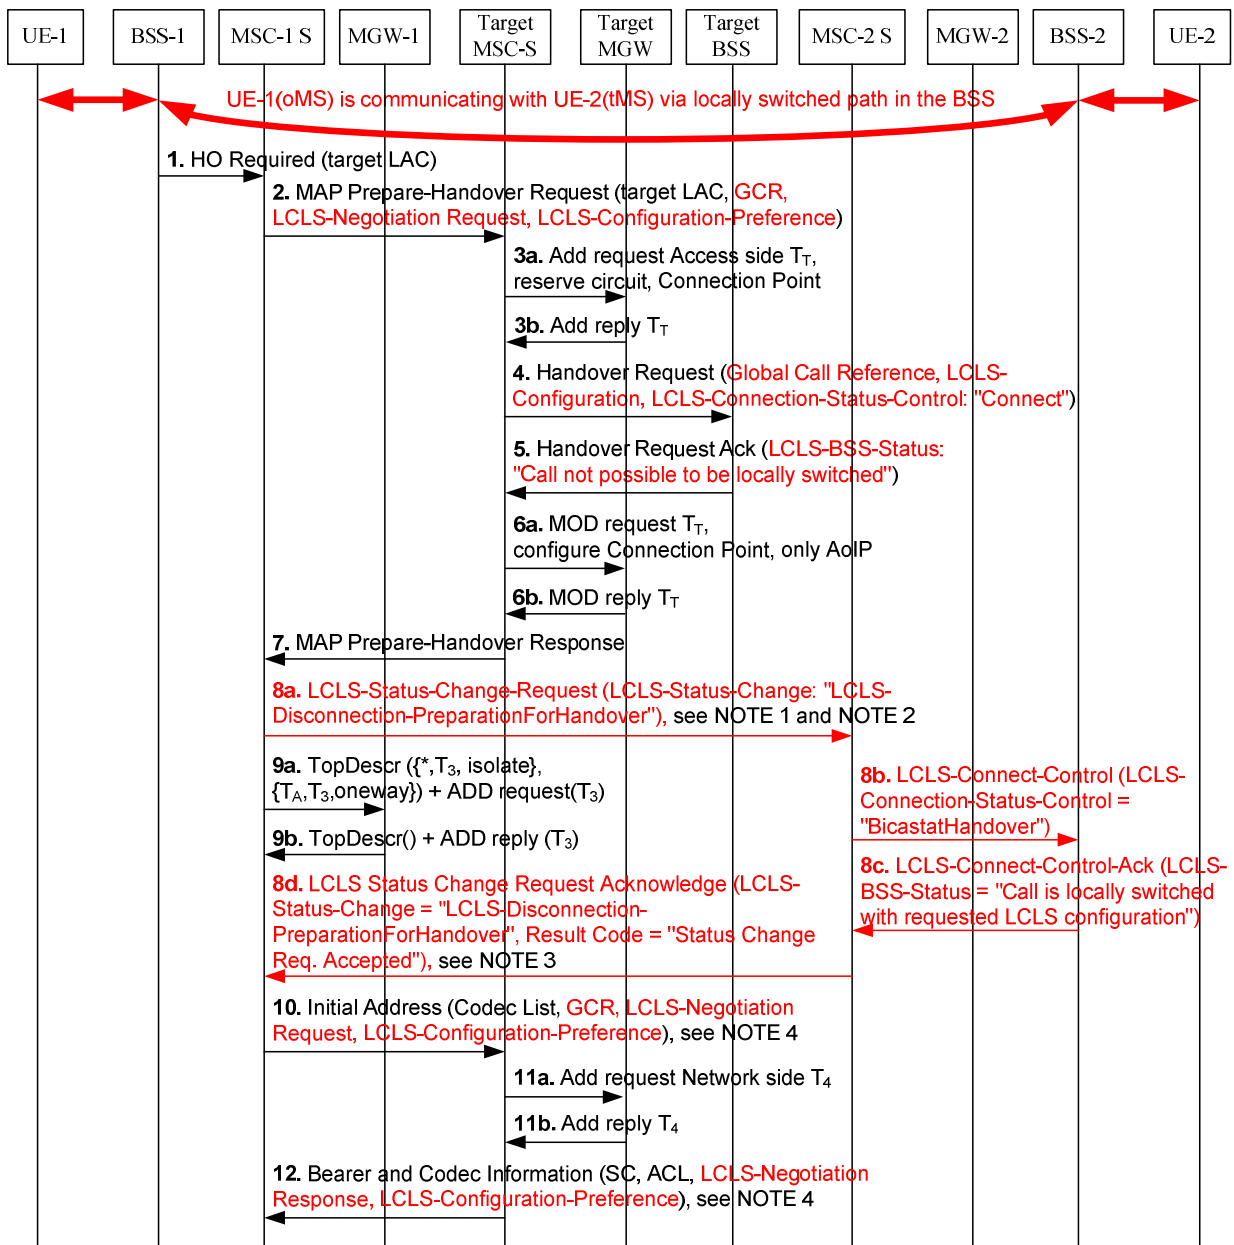 UE-1
BSS-1
MSC-1 S
MGW-1
Target
MSC-S
Target
MGW
Target
BSS
MSC-2 S
MGW-2
BSS-2
UE-2
UE-1(oMS) is communicating with UE-2(tMS) via locally switched path in the BSS
1. HO Required (target LAC)
2. MAP Prepare-Handover Request (target LAC, GCR,
LCLS-Negotiation Request, LCLS-Configuration-Preference)
3a. Add request Access side TT,
reserve circuit, Connection Point
3b. Add reply TT
4. Handover Request (Global Call Reference, LCLS-
Configuration, LCLS-Connection-Status-Control: "Connect")
5. Handover Request Ack (LCLS-BSS-Status:
"Call not possible to be locally switched")
6a. MOD request TT,
configure Connection Point, only AoIP
6b. MOD reply TT
7. MAP Prepare-Handover Response
8a. LCLS-Status-Change-Request (LCLS-Status-Change: "LCLS-
Disconnection-PreparationForHandover"), see NOTE 1 and NOTE 2
9a. TopDescr ({*,T3, isolate},
{TA,T3,oneway}) + ADD request(T3)
8b. LCLS-Connect-Control (LCLS-
Connection-Status-Control =
"BicastatHandover")
9b. TopDescr() + ADD reply (T3)
8c. LCLS-Connect-Control-Ack (LCLS-
BSS-Status = "Call is locally switched
with requested LCLS configuration")
8d. LCLS Status Change Request Acknowledge (LCLS-
Status-Change = "LCLS-Disconnection-
PreparationForHandover", Result Code = "Status Change
Req. Accepted"), see NOTE 3
10. Initial Address (Codec List, GCR, LCLS-Negotiation
Request, LCLS-Configuration-Preference), see NOTE 4
11a. Add request Network side T4
11b. Add reply T4
12. Bearer and Codec Information (SC, ACL, LCLS-Negotiation
Response, LCLS-Configuration-Preference), see NOTE 4